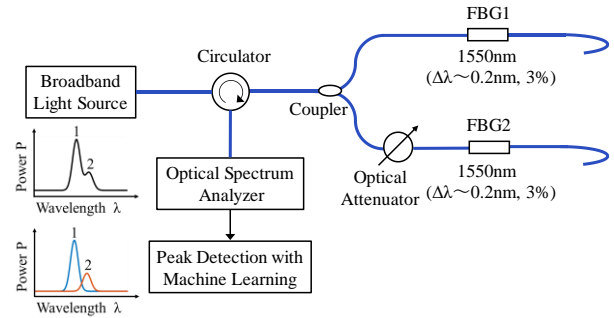 FBG1
1550nm
(Δλ～0.2nm, 3%)
Circulator
Broadband
Light Source
Coupler
FBG2
1550nm
(Δλ～0.2nm, 3%)
Optical
Attenuator
Optical Spectrum
Analyzer
Peak Detection with
Machine Learning
1
2
Power P
Wavelength λ
1
2
Power P
Wavelength λ